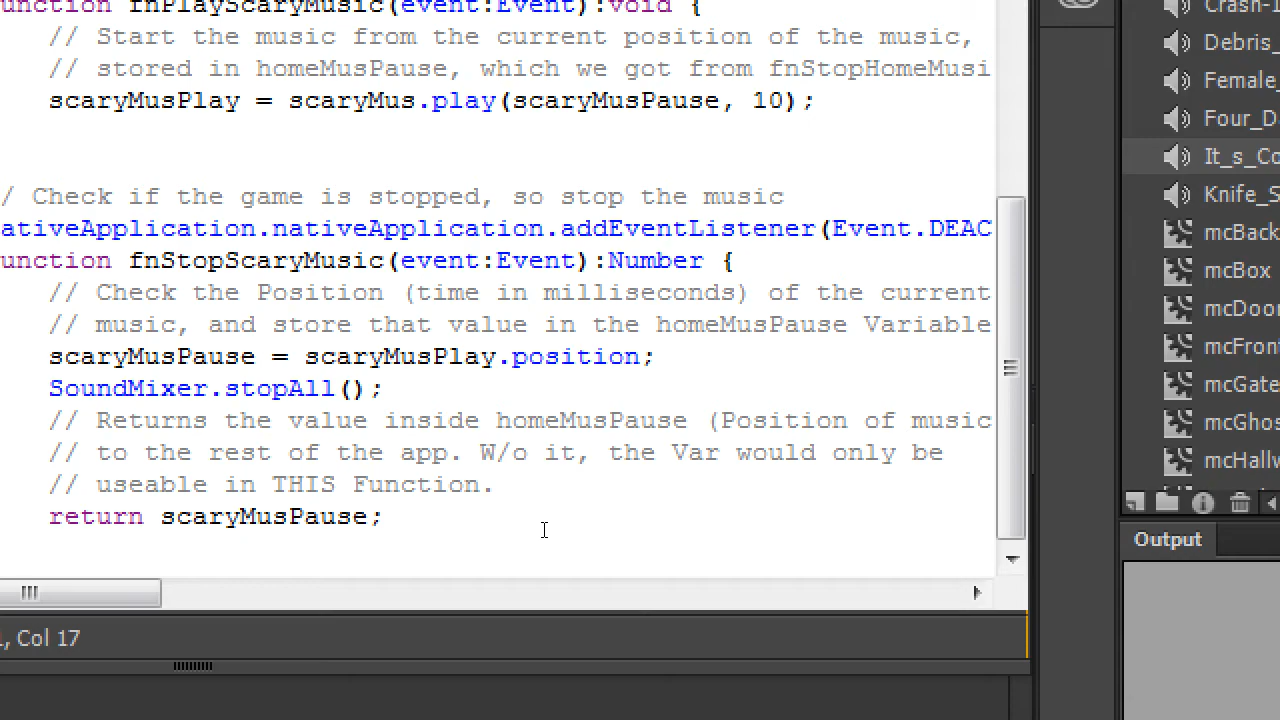 unction fnPlayScaryMusic(event:Event):void {
// Start the music from the current position of the music,
// stored in homeMusPause, which we got from fnStopHomeMusi
scaryMusPlay = scaryMus.play(scaryMusPause, 10);
/ Check if the game is stopped, so stop the music
ativeApplication.nativeApplication.addEventListener(Event.DEAC
unction fnStopScaryMusic(event:Event):Number {
// Check the Position (time in milliseconds) of the current
// music, and store that value in the homeMusPause Variable
scaryMusPause = scaryMusPlay.position;
SoundMixer.stopAll();
// Returns the value inside homeMusPause (Position of music
// to the rest of the app. W/o it, the Var would only be
// useable in THIS Function.
return scaryMusPause;
, Col 17
Crash-1
Debris_
Female_
Four_D
It_s_Co
Knife_S
mcBack
mcBox
mcDoor
mcFron
mcGate
mcGhos
mcHallw
Output